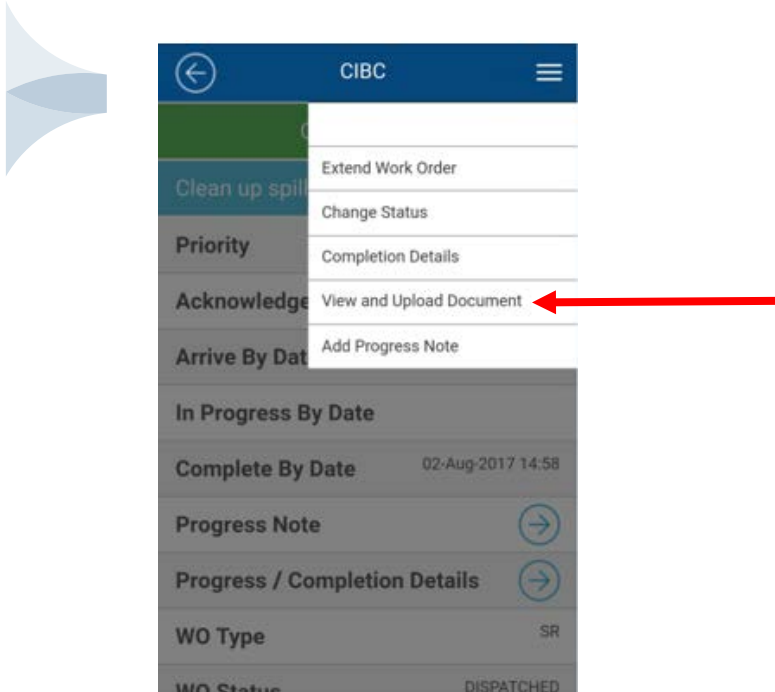 CIBC
Extend Work Order
Clean up spill
Change Status
Priority
Completion Details
Acknowledge
View and Upload Document
Arrive By Dat
Add Progress Note
In Progress By Date
Complete By Date 02-Aug-2017 14:58
Progress Note
Progress / Completion Details
WO Type SR
WO Status DISPATCHED